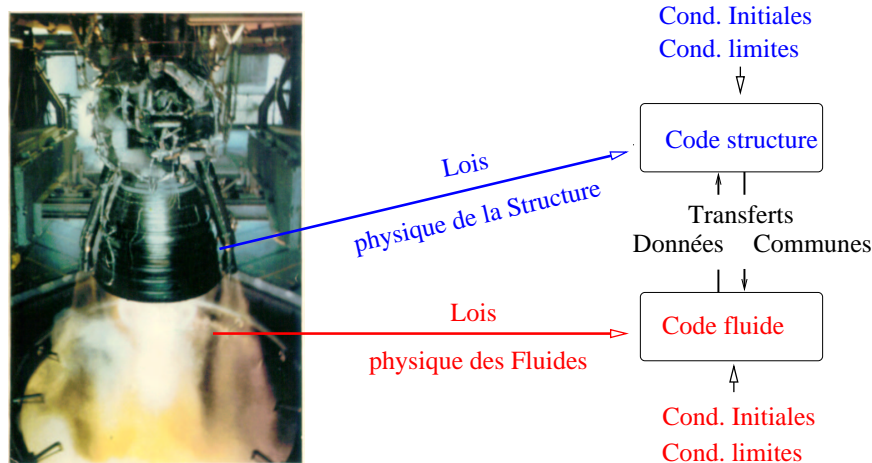 Cond. Initiales
Cond. limites
Code structure
Lois
physique de la Structure
Transferts
Données Communes
Lois
physique des Fluides
Code fluide
Cond. Initiales
Cond. limites